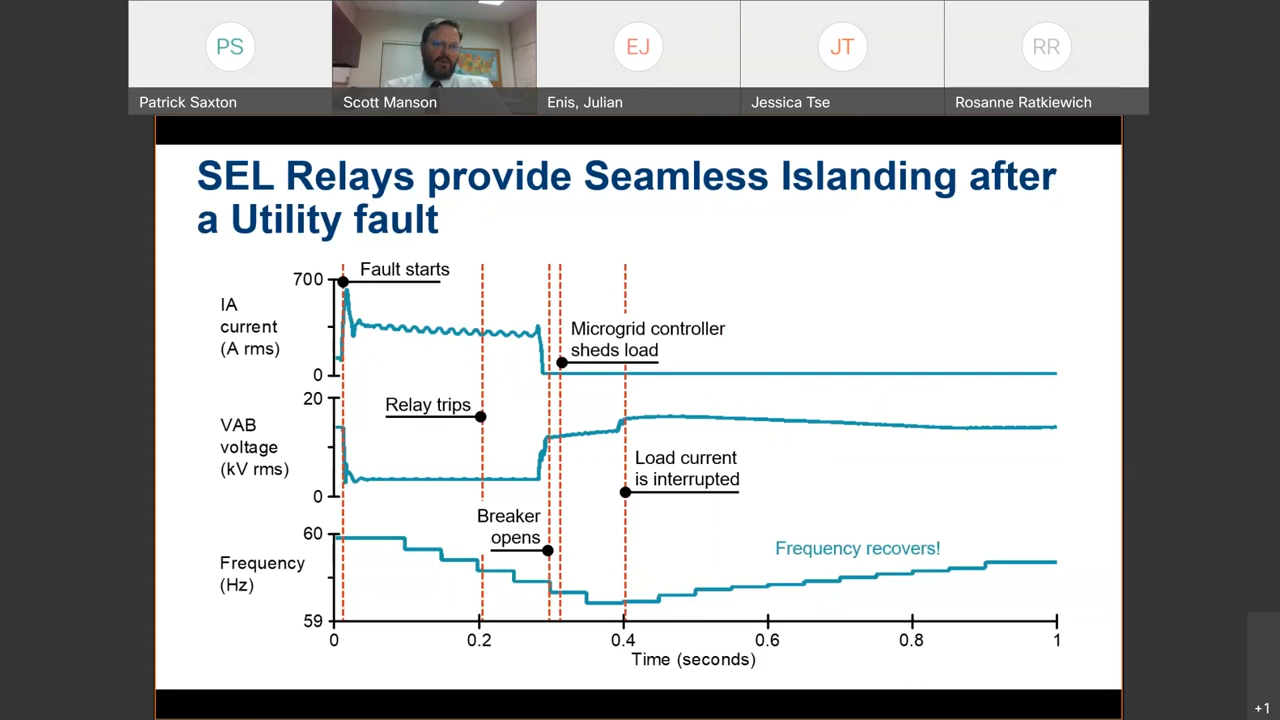 PS
EJ
JT
RR
Patrick Saxton
Scott Manson
Enis, Julian
Jessica Tse
Rosanne Ratkiewich
SEL Relays provide Seamless Islanding after
a Utility fault
700
Fault starts
IA
current
(A rms)
Microgrid controller
sheds load
0
20
Relay trips
VAB
voltage
(kV rms)
Load current
is interrupted
0
Breaker
opens
60
Frequency recovers!
Frequency
(Hz)
59
0
0.2
0.4
0.6
0.8
1
Time (seconds)
+1